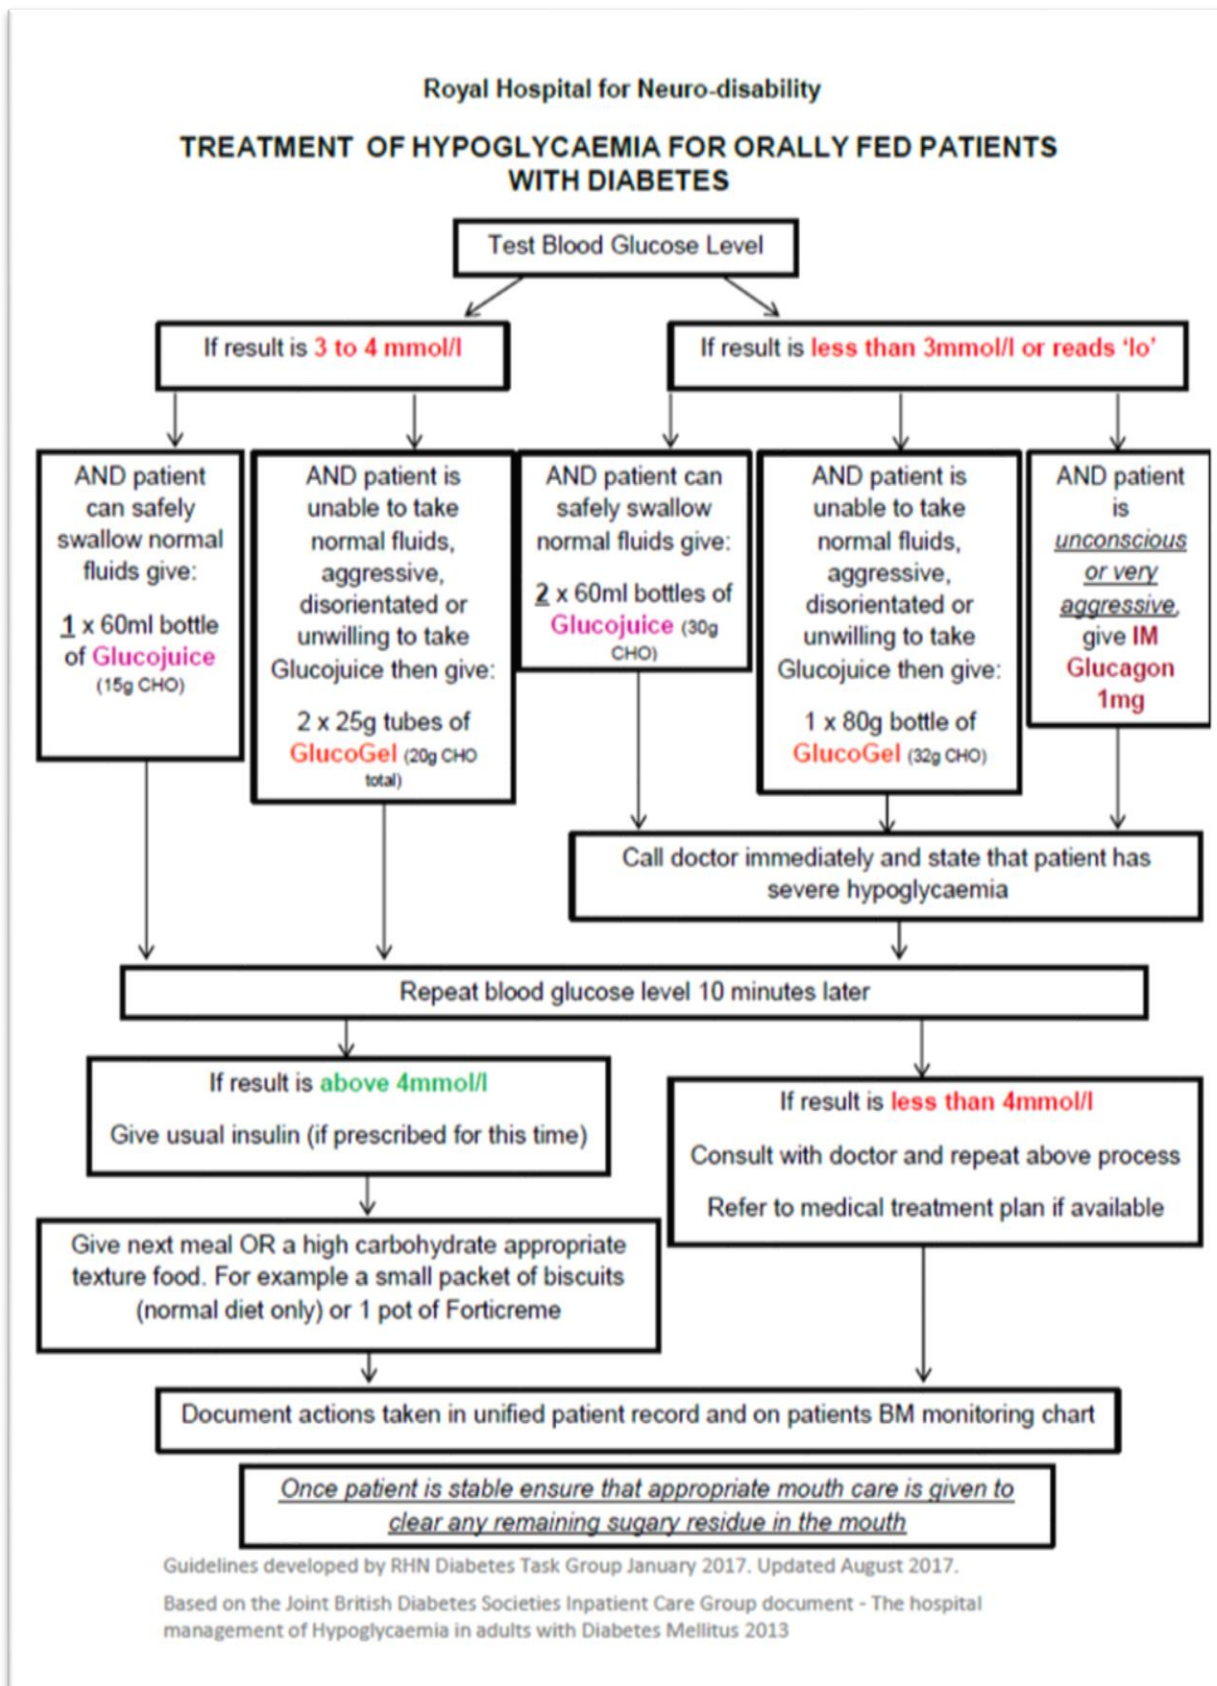 Royal Hospital for Neuro-disability
TREATMENT OF HYPOGLYCAEMIA FOR ORALLY FED PATIENTS
WITH DIABETES
Test Blood Glucose Level
If result is 3 to 4 mmol/l
If result is less than 3mmol/l or reads ‘lo’
AND patient
can safely
swallow normal
fluids give:
1 x 60ml bottle
of Glucojuice
(15g CHO)
AND patient is
unable to take
normal fluids,
aggressive,
disorientated or
unwilling to take
Glucojuice then give:
2 x 25g tubes of
GlucoGel (20g CHO
total)
AND patient can
safely swallow
normal fluids give:
2 x 60ml bottles of
Glucojuice (30g
CHO)
AND patient is
unable to take
normal fluids,
aggressive,
disorientated or
unwilling to take
Glucojuice then give:
1 x 80g bottle of
GlucoGel (32g CHO)
AND patient
is
unconscious
or very
aggressive,
give IM
Glucagon
1mg
Call doctor immediately and state that patient has
severe hypoglycaemia
Repeat blood glucose level 10 minutes later
If result is above 4mmol/l
Give usual insulin (if prescribed for this time)
If result is less than 4mmol/l
Consult with doctor and repeat above process
Refer to medical treatment plan if available
Give next meal OR a high carbohydrate appropriate
texture food. For example a small packet of biscuits
(normal diet only) or 1 pot of Forticreme
Document actions taken in unified patient record and on patients BM monitoring chart
Once patient is stable ensure that appropriate mouth care is given to
clear any remaining sugary residue in the mouth
Guidelines developed by RHN Diabetes Task Group January 2017. Updated August 2017.
Based on the Joint British Diabetes Societies Inpatient Care Group document - The hospital
management of Hypoglycaemia in adults with Diabetes Mellitus 2013